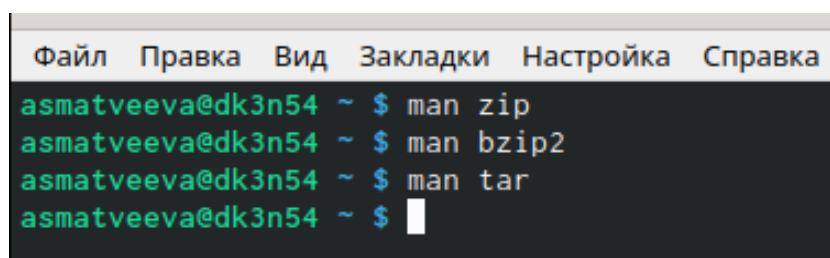 Файл Правка Вид Закладки Настройка Справка
asmatveeva@dk3n54 ~ $ man zip
asmatveeva@dk3n54 ~ $ man bzip2
asmatveeva@dk3n54 ~ $ man tar
asmatveeva@dk3n54 ~ $